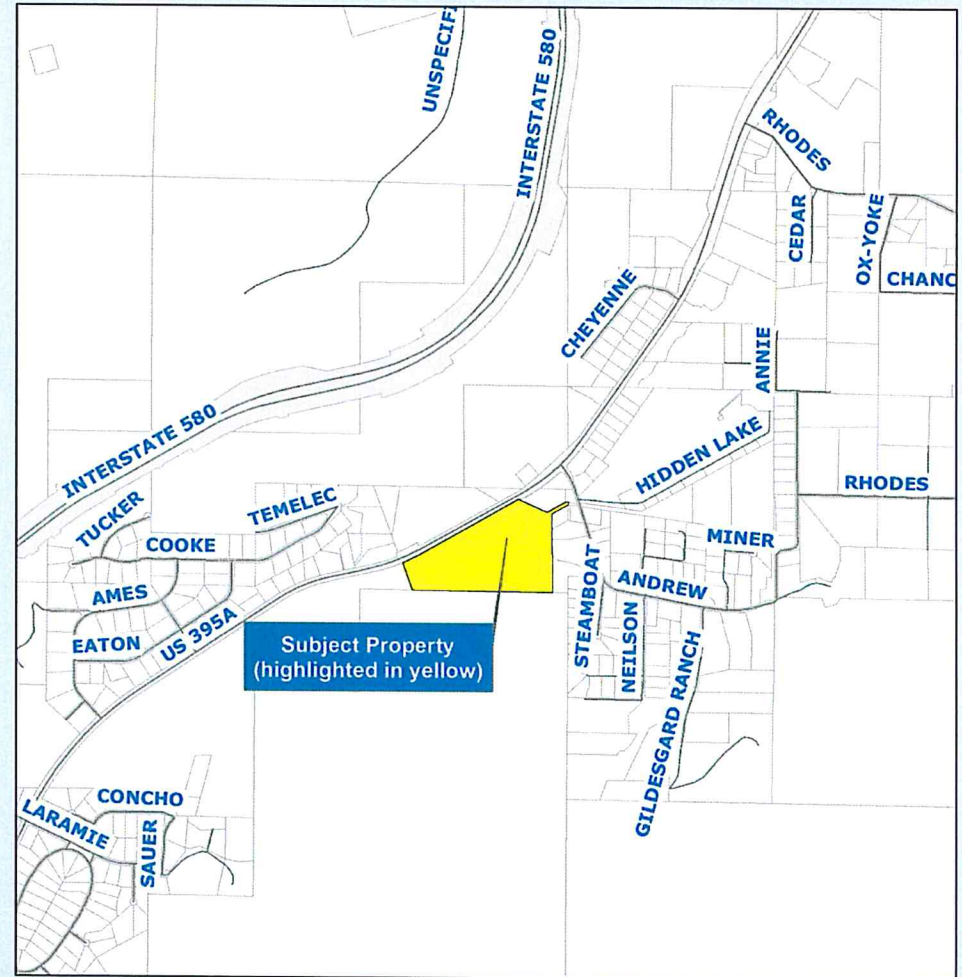 UNSPECIFI
INTERSTATE 580
RHODES
CEDAR
OX-YOKE
CHANC
CHEYENNE
ANNIE
INTERSTATE 580
HIDDEN LAKE
RHODES
TUCKER
TEMELEC
COOKE
MINER
AMES
STEAMBOAT
ANDREW
EATON
US 395A
NEILSON
Subject Property
(highlighted in yellow)
GILDESGARD RANCH
CONCHO
LARAMIE
SAUER